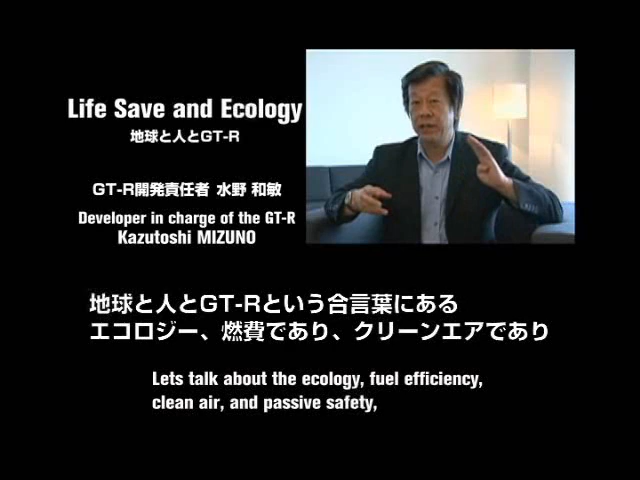 Life Save and Ecology
地球と人とGT-R
GT-R開発責任者 水野 和敏
Developer in charge of the GT-R
Kazutoshi MIZUNO
地球と人とGT-Rという合言葉にある
エコロジー、燃費であり、クリーンエアであり
Lets talk about the ecology, fuel efficiency,
clean air, and passive safety,